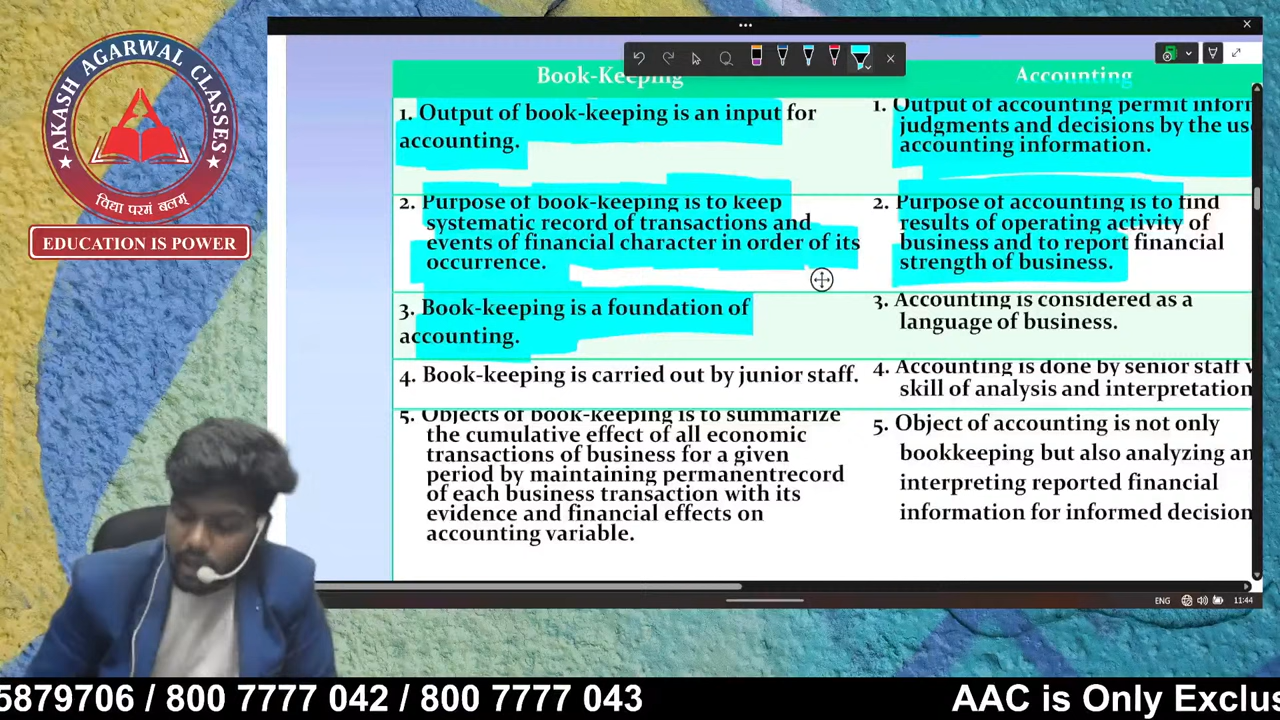 AKASH AGARWAL CLASSES
विद्या परमं बलम्
EDUCATION IS POWER
Book-Keeping
Accounting
1. Output of book-keeping is an input for
accounting.
1. Output of accounting permit
judgments and decisions by the
accounting information.
2. Purpose of book-keeping is to keep
systematic record of transactions and
events of financial character in order of its
occurrence.
2. Purpose of accounting is to find
results of operating activity of
business and to report financial
strength of business.
3. Book-keeping is a foundation of
accounting.
3. Accounting is considered as a
language of business.
4. Book-keeping is carried out by junior staff.
4. Accounting is done by senior staff
skill of analysis and interpretation
5. Objects of book-keeping is to summarize
the cumulative effect of all economic
transactions of business for a given
period by maintaining permanentrecord
of each business transaction with its
evidence and financial effects on
accounting variable.
5. Object of accounting is not only
bookkeeping but also analyzing
interpreting reported financial
information for informed decision
ENG 11:44
5879706 / 800 7777 042 / 800 7777 043
AAC is Only